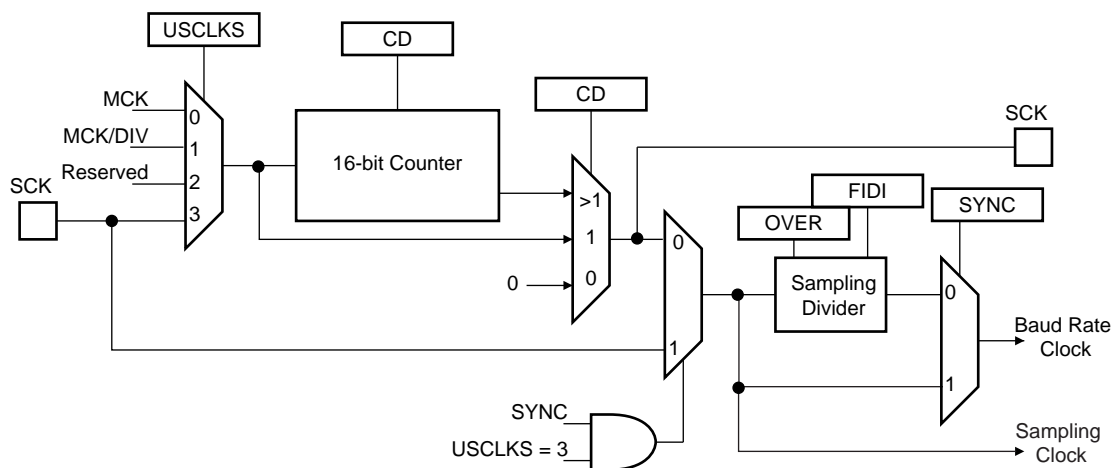 USCLKS
CD
CD
MCK
0
MCK/DIV
1
16-bit Counter
Reserved
2
SCK
3
SCK
>1
1
0
0
FIDI
OVER
SYNC
0
Sampling
Divider
0
1
1
Baud Rate
Clock
SYNC
USCLKS = 3
Sampling
Clock